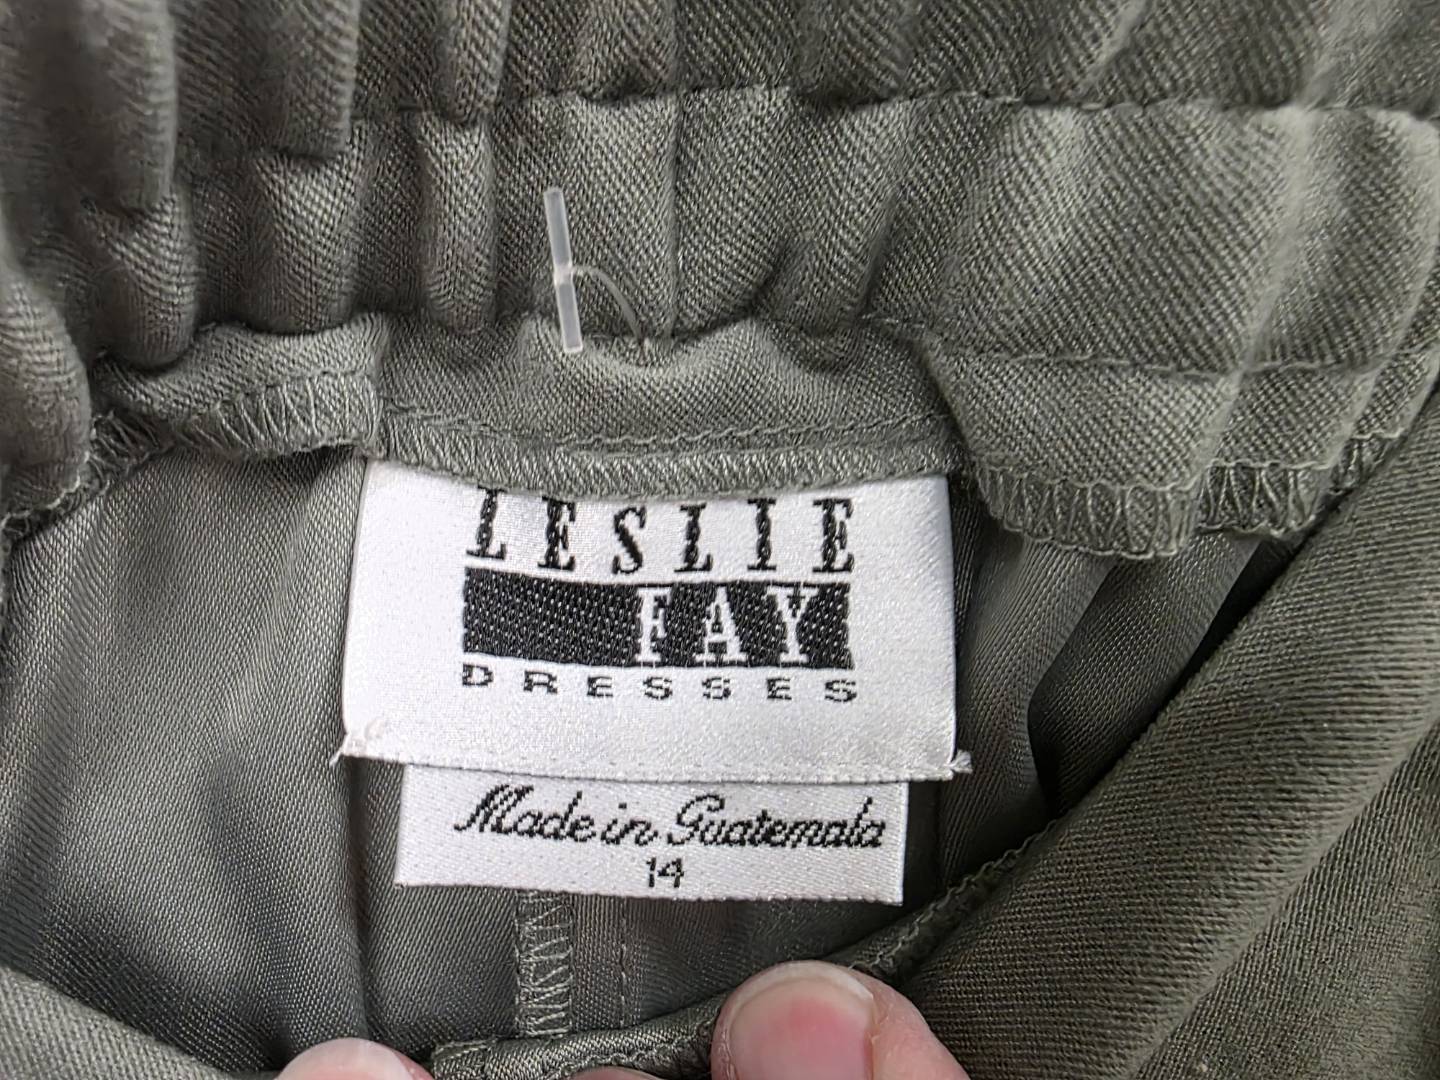 LESLIE
FAY
DRESSES
Made in Guatemala
14